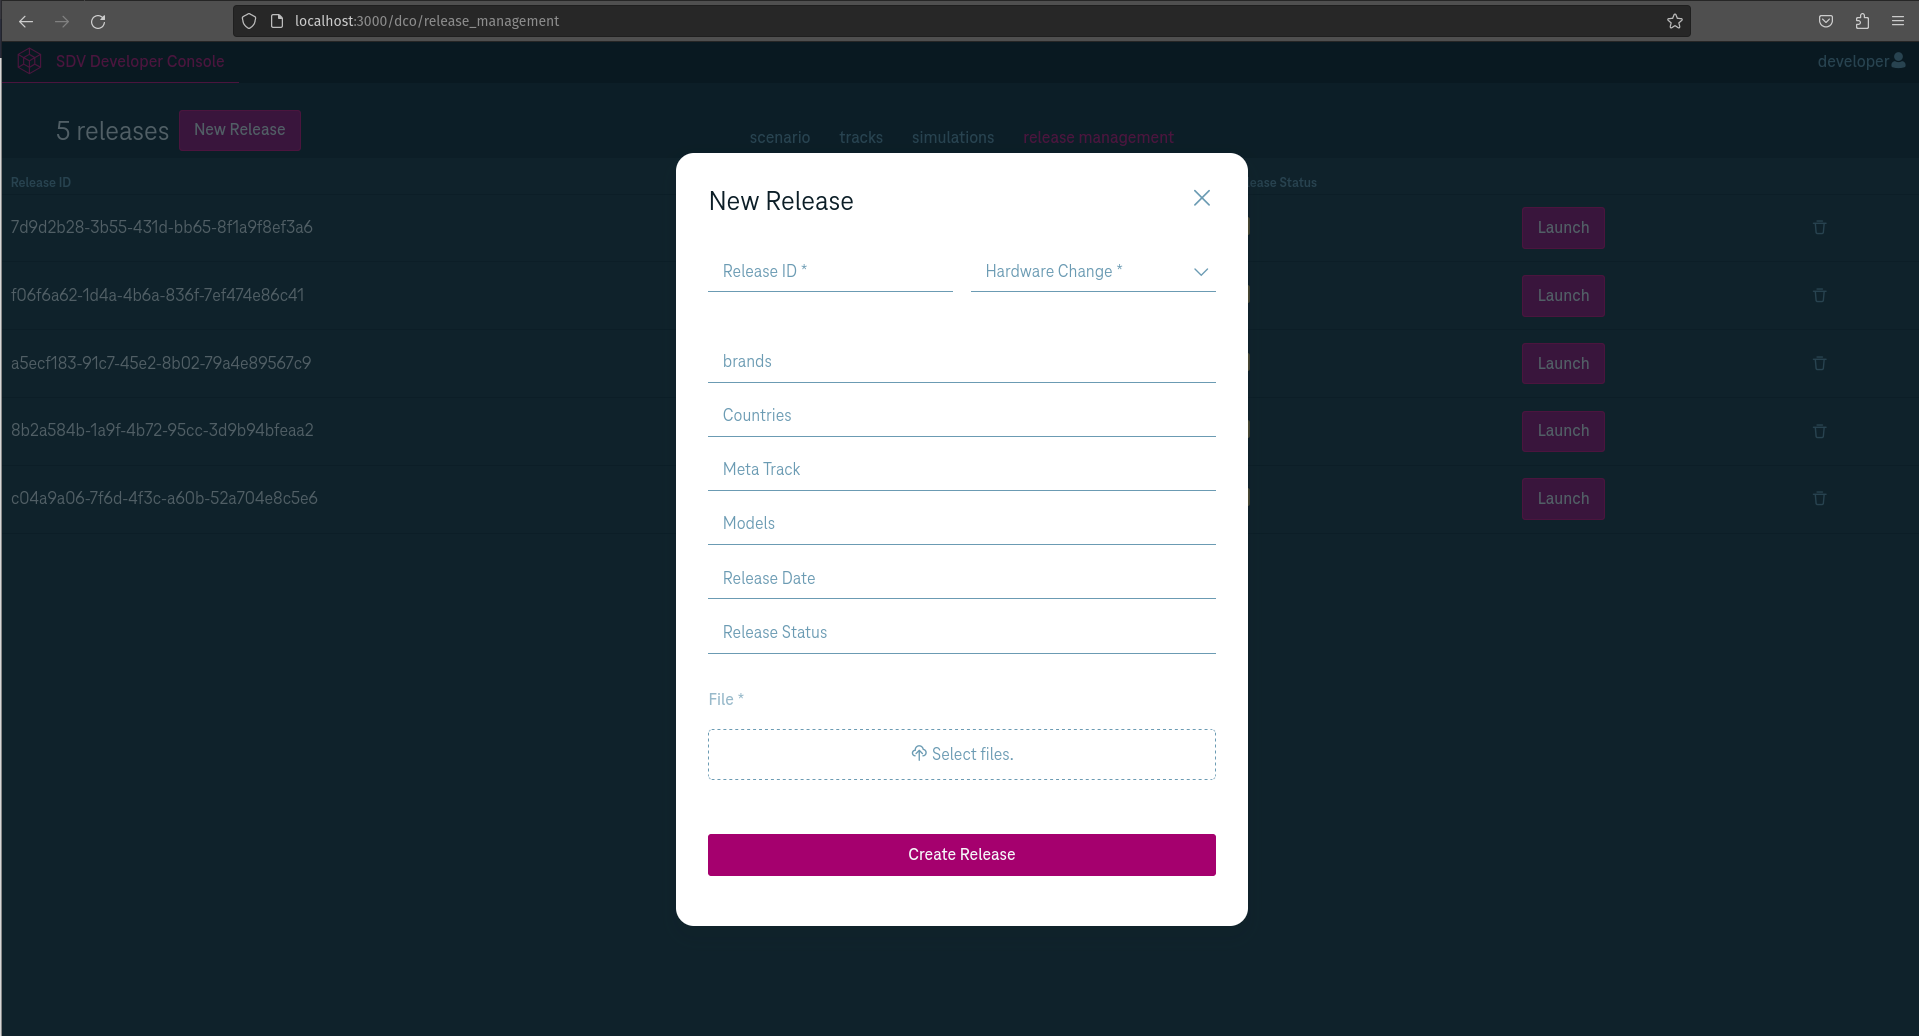 localhost:3000/dco/release_management
SDV Developer Console
developer
5 releases
New Release
scenario
tracks
simulations
release management
Release ID
ease Status
7d9d2b28-3b55-431d-bb65-8f1a9f8ef3a6
Launch
f06f6a62-1d4a-4b6a-836f-7ef474e86c41
Launch
a5ecf183-91c7-45e2-8b02-79a4e89567c9
Launch
8b2a584b-1a9f-4b72-95cc-3d9b94bfeaa2
Launch
c04a9a06-7f6d-4f3c-a60b-52a704e8c5e6
Launch
New Release
Release ID *
Hardware Change *
brands
Countries
Meta Track
Models
Release Date
Release Status
File *
Select files.
Create Release